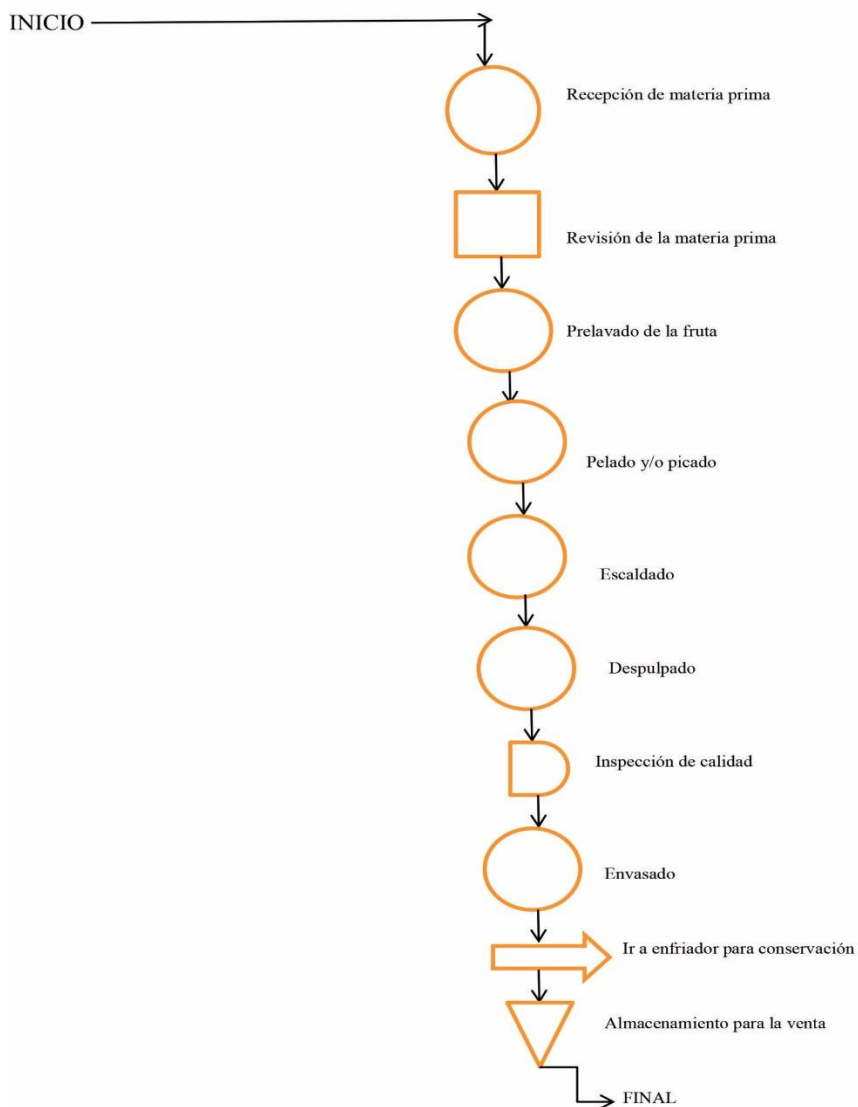 INICIO
Recepción de materia prima
Revisión de la materia prima
Prelavado de la fruta
Pelado y/o picado
Escaldado
Despulpado
Inspección de calidad
Envasado
Ir a enfriador para conservación
Almacenamiento para la venta
FINAL